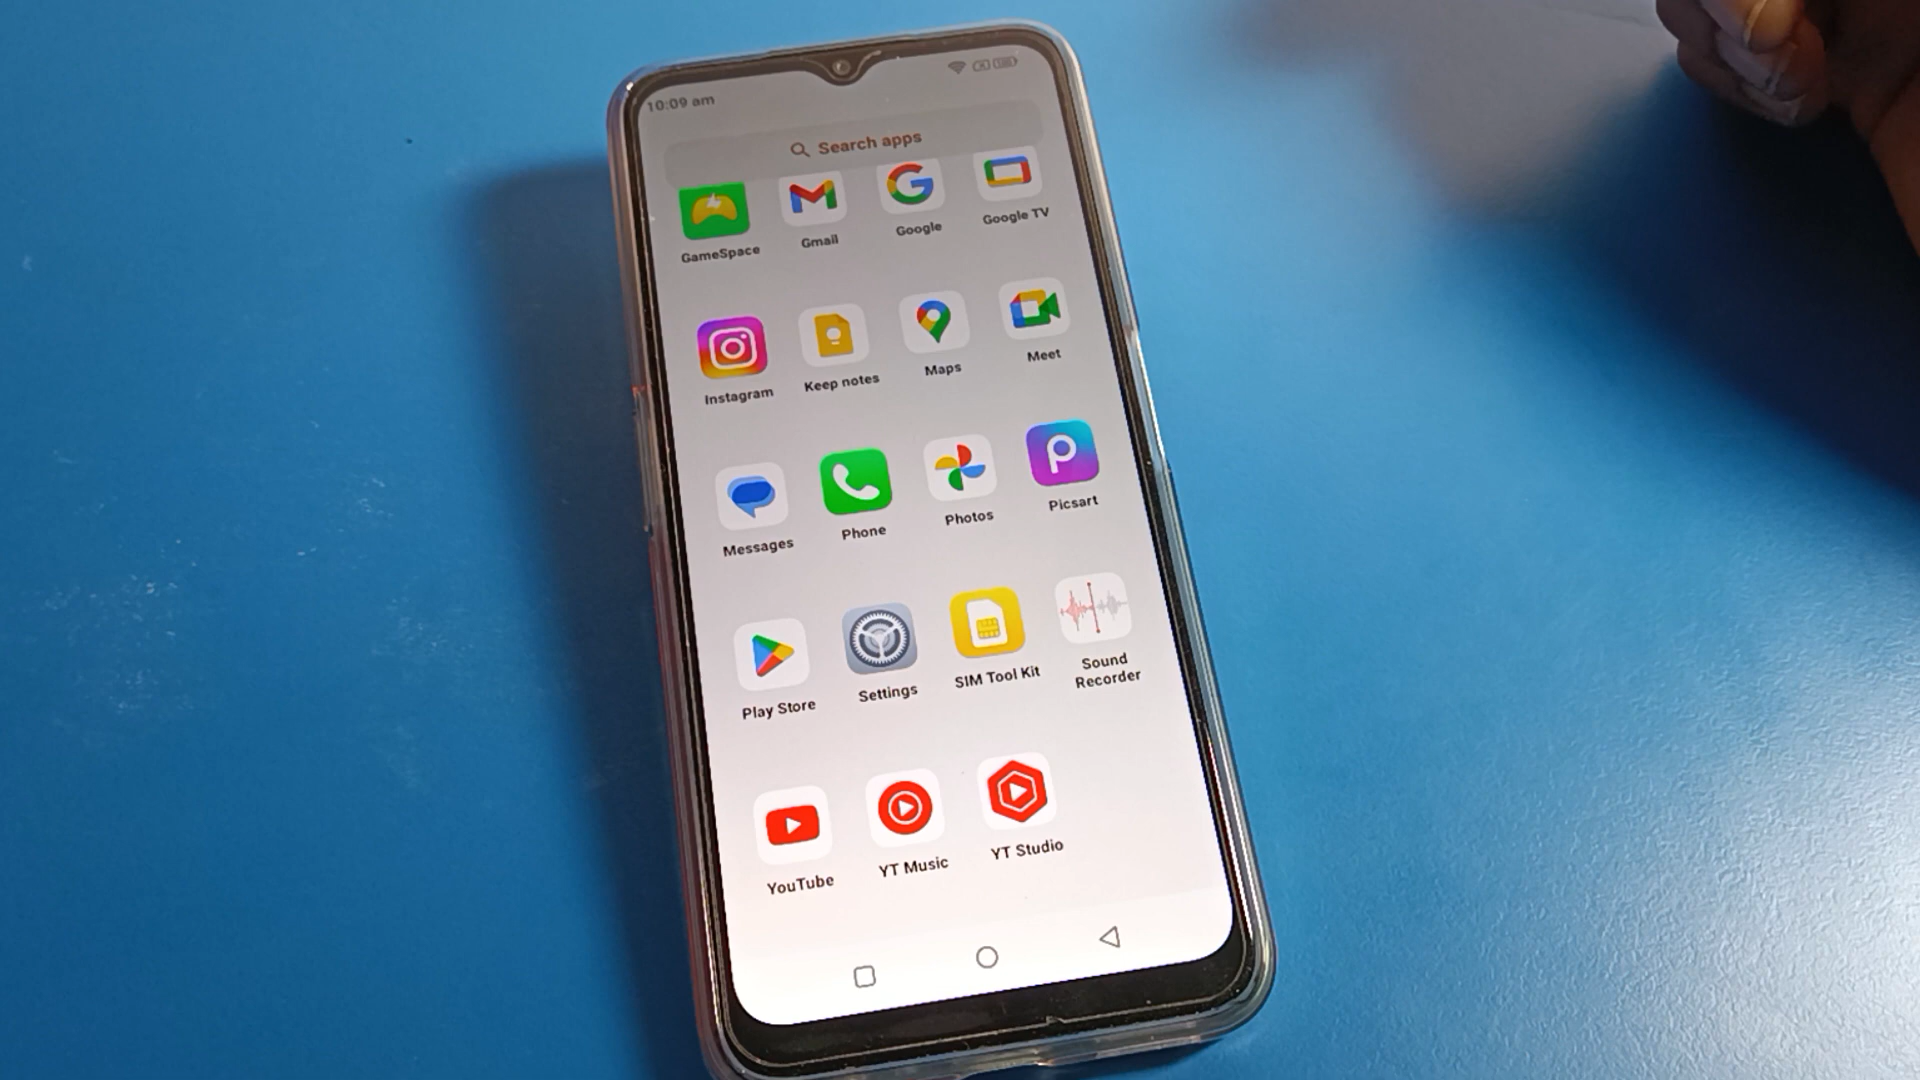 10:09 am
Search apps
GameSpace
Gmail
Google
Google TV
Instagram
Keep notes
Maps
Meet
Messages
Phone
Photos
Picsart
Play Store
Settings
SIM Tool Kit
Sound
Recorder
YouTube
YT Music
YT Studio